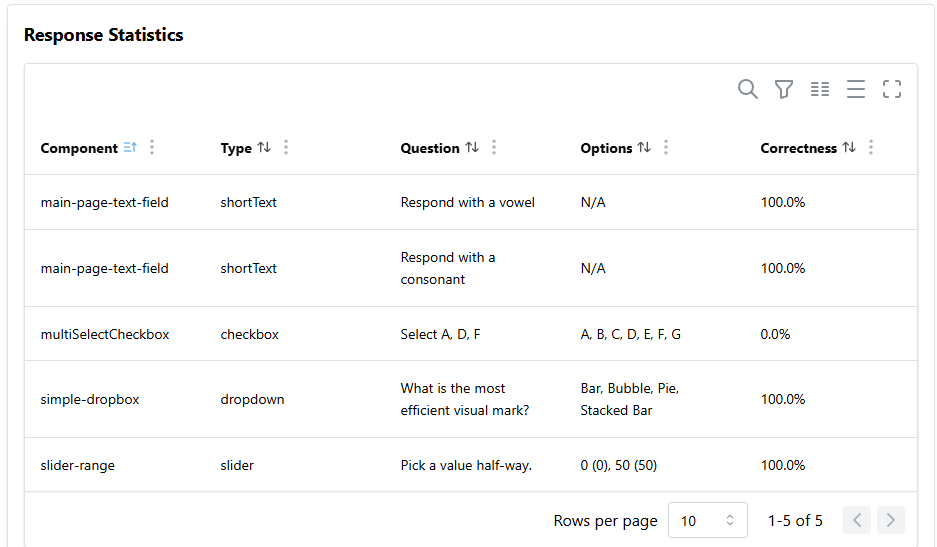 Response Statistics
Component Type Question Options Correctness
main-page-text-field shortText Respond with a vowel N/A 100.0%
main-page-text-field shortText Respond with a
consonant N/A 100.0%
multiSelectCheckbox checkbox Select A, D, F A, B, C, D, E, F, G 0.0%
simple-dropbox dropdown What is the most
efficient visual mark? Bar, Bubble, Pie,
Stacked Bar 100.0%
slider-range slider Pick a value half-way. 0 (0), 50 (50) 100.0%
Rows per page 10 1-5 of 5